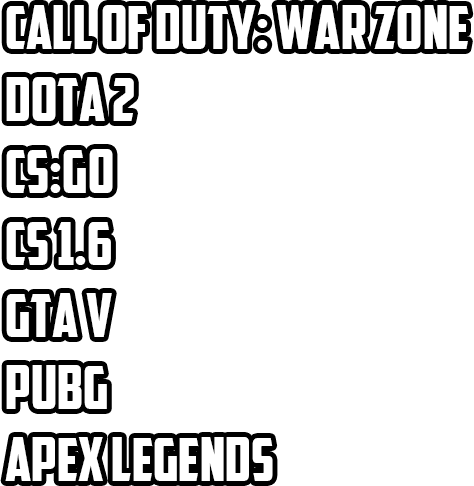 CALL OF DUTY: WARZONE
DOTA 2
CS:GO
CS 1.6
GTA V
PUBG
APEX LEGENDS